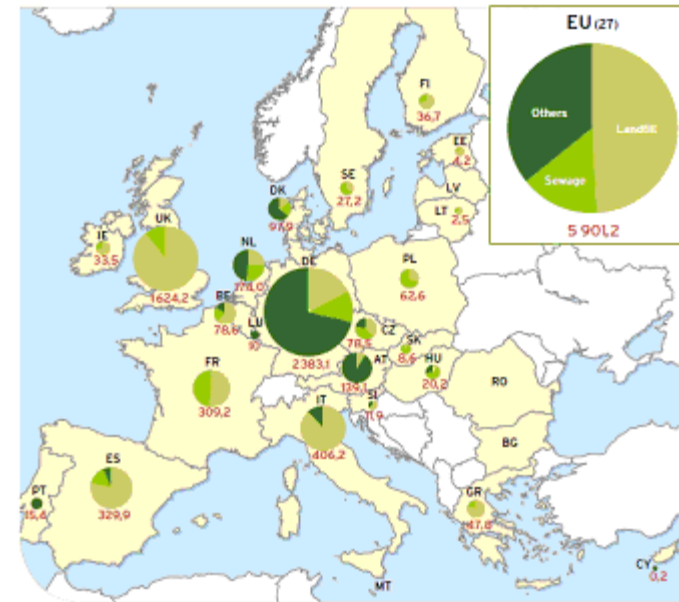 EU (27)
Others
Landfill
Sewage
5 901,2
FI
36,7
EE
4,2
SE
27,2
LV
LT
2,5
DK
97,9
UK
1624,2
IE
33,5
NL
174,0
DE
2383,1
PL
62,6
BE
78,6
LU
10
CZ
78,5
SK
8,6
AT
139,1
HU
20,2
RO
FR
309,2
IT
406,2
SI
11,9
BG
ES
329,9
PT
15,4
GR
47,8
MT
CY
0,2